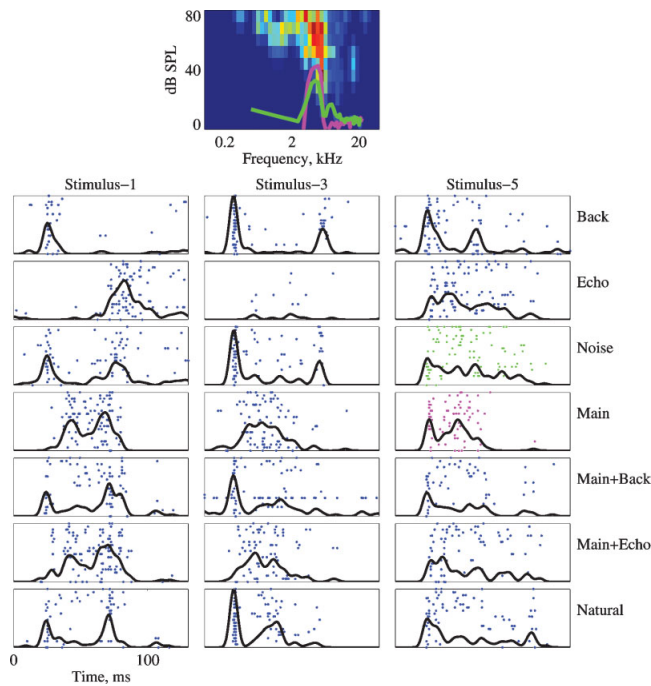 80
40
0
dB SPL
0.2 2 20
Frequency, kHz
Stimulus–1 Stimulus–3 Stimulus–5
Back
Echo
Noise
Main
Main+Back
Main+Echo
Natural
0 100
Time, ms